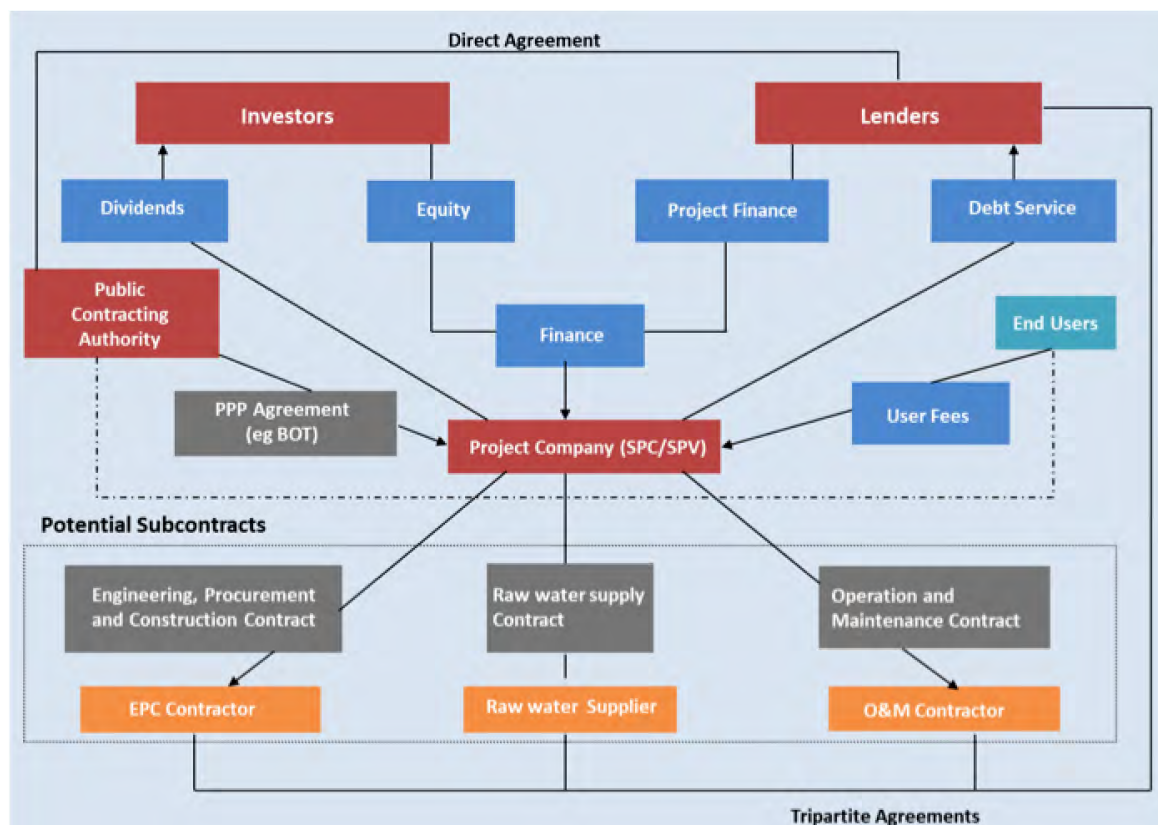 Direct Agreement
Investors
Lenders
Dividends
Equity
Project Finance
Debt Service
Public
Contracting
Authority
Finance
End Users
PPP Agreement
(eg BOT)
User Fees
Project Company (SPC/SPV)
Potential Subcontracts
Engineering, Procurement
and Construction Contract
Raw water supply
Contract
Operation and
Maintenance Contract
EPC Contractor
Raw water Supplier
O&M Contractor
Tripartite Agreements